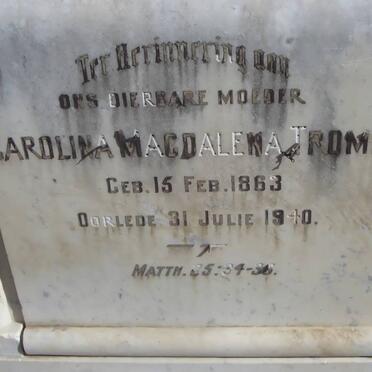 Ter Herinnering aan
ONS DIERBARE MOEDER
CAROLINA MAGDALENA TROMP
GEB. 15 FEB. 1863
OORLEDE 31 JULIE 1940.
MATTH. 25:34-36.